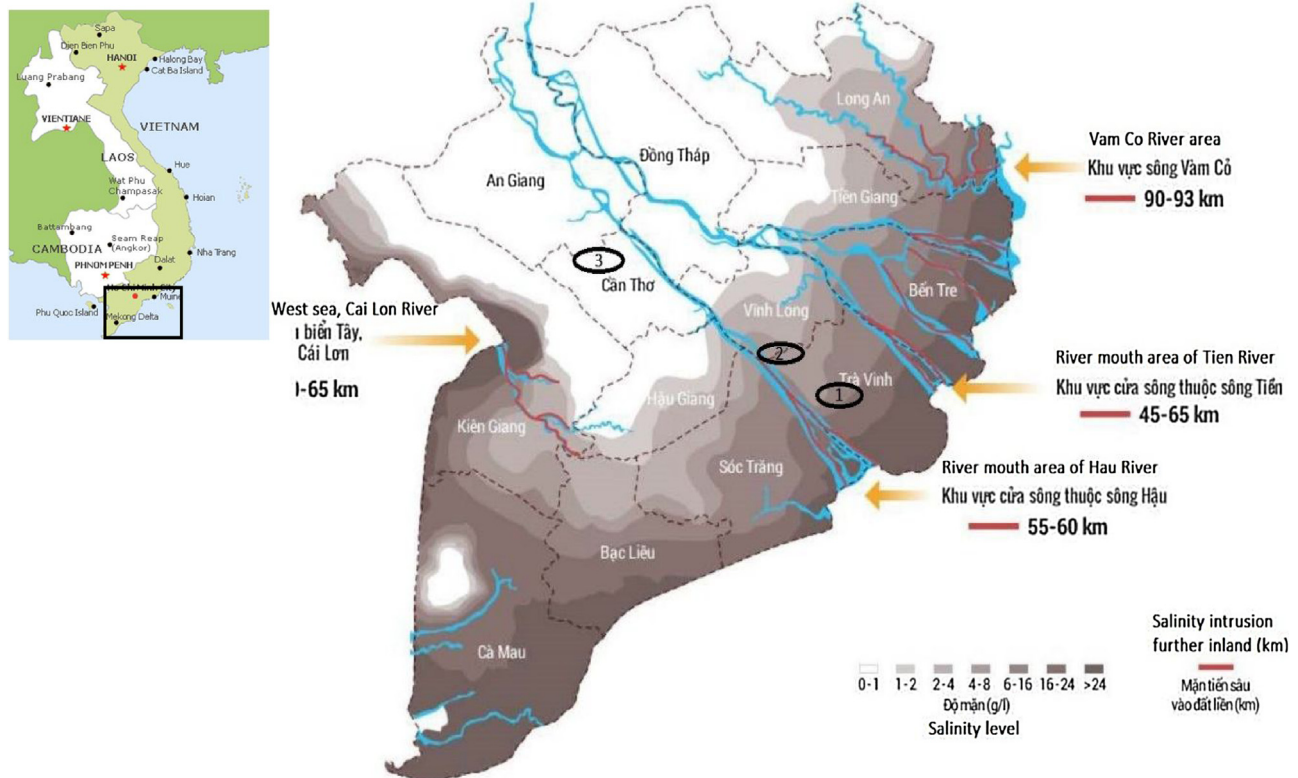 Sapa
Dien Bien Phu
HANOI
Halong Bay
Cat Ba Island
Luang Prabang
VIENTIANE
VIETNAM
LAOS
Hue
Wat Phu
Champasak
Hoian
Battambang
Seam Reap
(Angkor)
CAMBODIA
Nha Trang
PHNOM PENH
Dalat
Phu Quoc Island
Mekong Delta
Long An
Đồng Tháp
An Giang
Tiền Giang
3
Cần Thơ
Bến Tre
Vĩnh Long
2
Trà Vinh
1
Hậu Giang
Kiên Giang
Sóc Trăng
Bạc Liêu
Cà Mau
Vam Co River area
Khu vực sông Vàm Cỏ
90-93 km
West sea, Cai Lon River
biển Tây,
Cái Lớn
-65 km
River mouth area of Tien River
Khu vực cửa sông thuộc sông Tiền
45-65 km
River mouth area of Hau River
Khu vực cửa sông thuộc sông Hậu
55-60 km
Salinity intrusion
further inland (km)
Mặn tiến sâu
vào đất liền (km)
0-1 1-2 2-4 4-8 6-16 16-24 >24
Độ mặn (g/l)
Salinity level